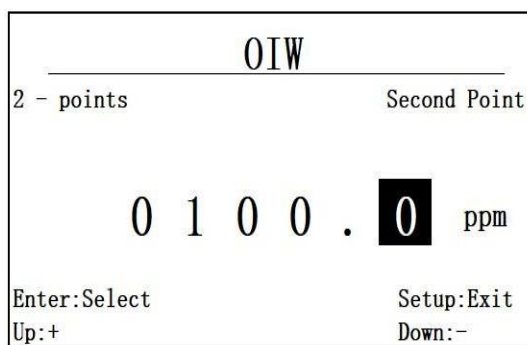 OIW
2 - points Second Point
0 1 0 0 . 0 ppm
Enter:Select Setup:Exit
Up:+ Down:-